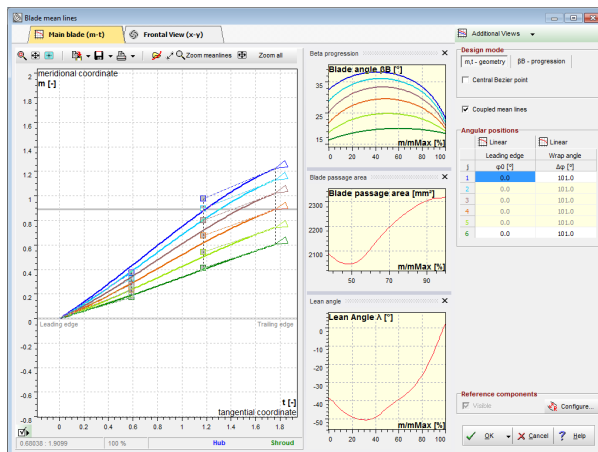 Blade mean lines
Main blade (m-t)
Frontal View (x-y)
Zoom meanlines
Zoom all
meridional coordinate
m [-]
2
1.8
1.6
1.4
1.2
1
0.8
0.6
0.4
0.2
0
-0.2
-0.4
-0.6
-0.8
Leading edge
Trailing edge
t [-]
tangential coordinate
0 0.2 0.4 0.6 0.8 1 1.2 1.4 1.6 1.8
0.68038 : 1.9099
100 %
Hub
Shroud
Beta progression
Blade angle βB [°]
35
30
25
20
15
m/mMax [%]
0 20 40 60 80 100
Blade passage area
Blade passage area [mm²]
2300
2200
2100
m/mMax [%]
50 70 90
Lean angle
Lean Angle λ [°]
0
-10
-20
-30
-40
-50
m/mMax [%]
0 20 40 60 80 100
Additional Views
Design mode
m,t - geometry
βB - progression
Central Bezier point
Coupled mean lines
Angular positions
Linear Linear
Leading edge Wrap angle
j φ0 [°] Δφ [°]
1 0.0 101.0
2 0.0 101.0
3 0.0 101.0
4 0.0 101.0
5 0.0 101.0
6 0.0 101.0
Reference components
Visible
Configure...
OK
Cancel
Help